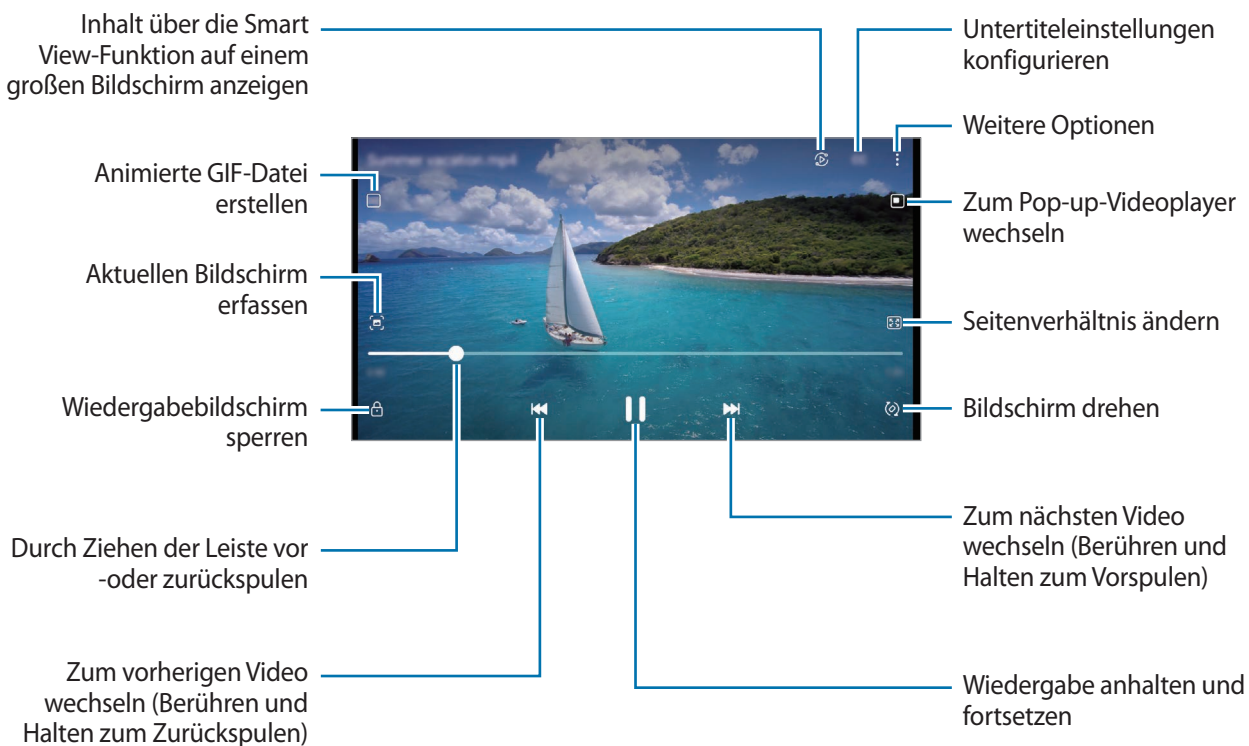 Inhalt über die Smart
View-Funktion auf einem
großen Bildschirm anzeigen
Animierte GIF-Datei
erstellen
Aktuellen Bildschirm
erfassen
Wiedergabebildschirm
sperren
Durch Ziehen der Leiste vor
-oder zurückspulen
Zum vorherigen Video
wechseln (Berühren und
Halten zum Zurückspulen)
Untertiteleinstellungen
konfigurieren
Weitere Optionen
Zum Pop-up-Videoplayer
wechseln
Seitenverhältnis ändern
Bildschirm drehen
Zum nächsten Video
wechseln (Berühren und
Halten zum Vorspulen)
Wiedergabe anhalten und
fortsetzen